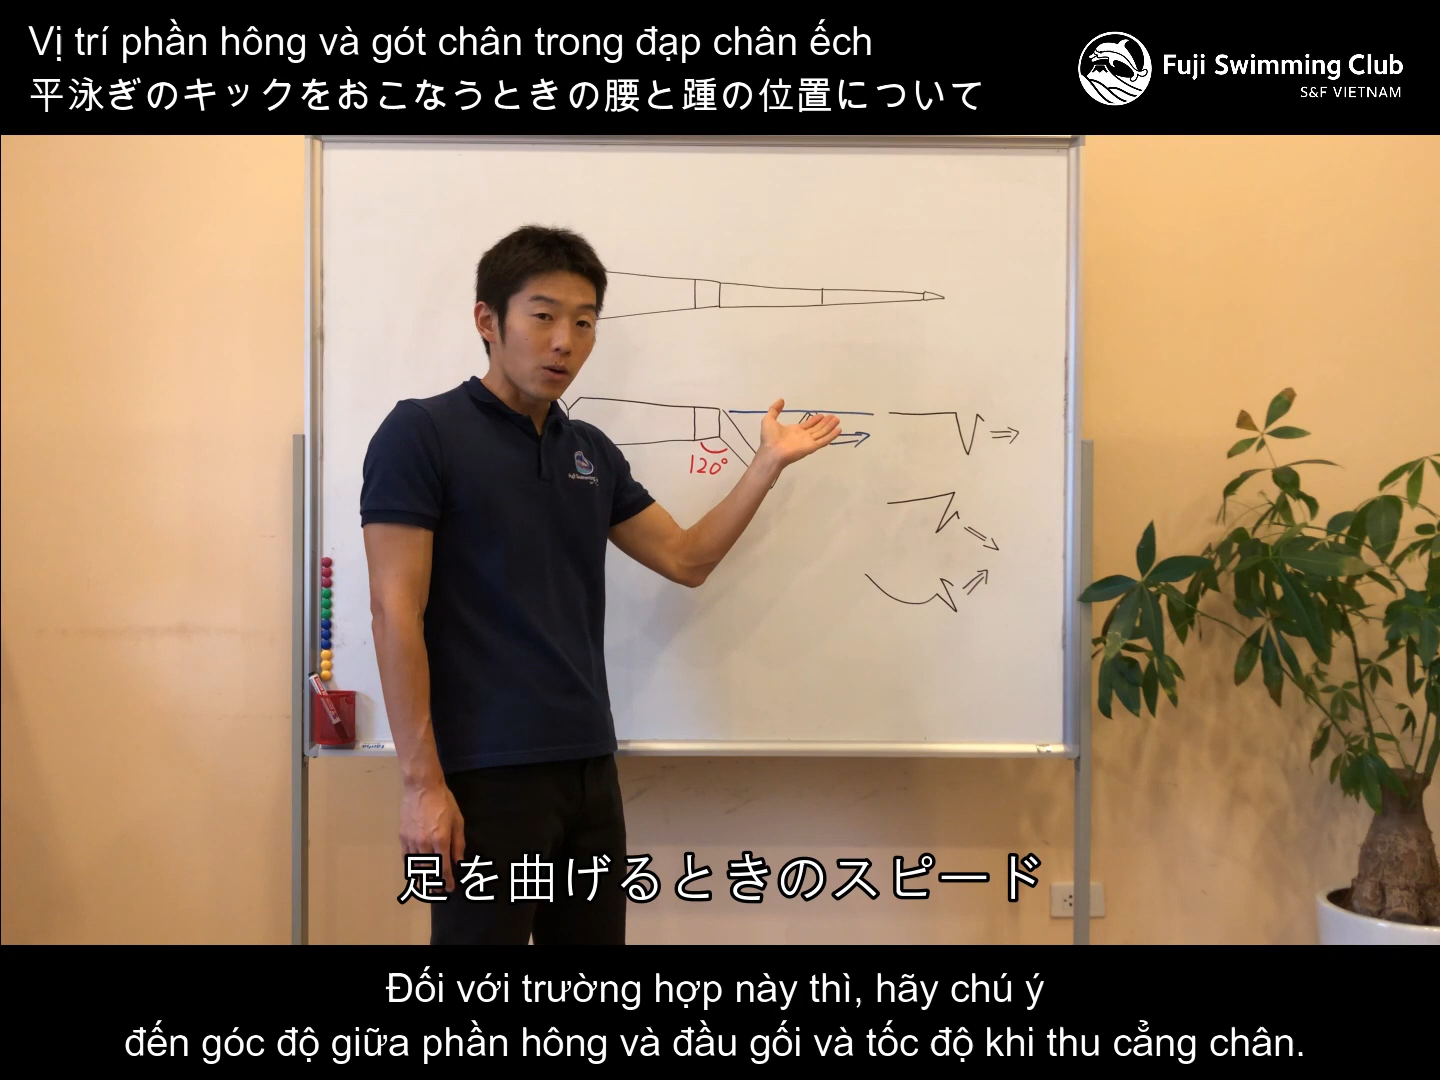 Vị trí phần hông và gót chân trong đạp chân ếch
平泳ぎのキックをおこなうときの腰と踵の位置について
Fuji Swimming Club
S&F VIETNAM
120°
Fuji Swimming
足を曲げるときのスピード
Đối với trường hợp này thì, hãy chú ý
đến góc độ giữa phần hông và đầu gối và tốc độ khi thu cẳng chân.